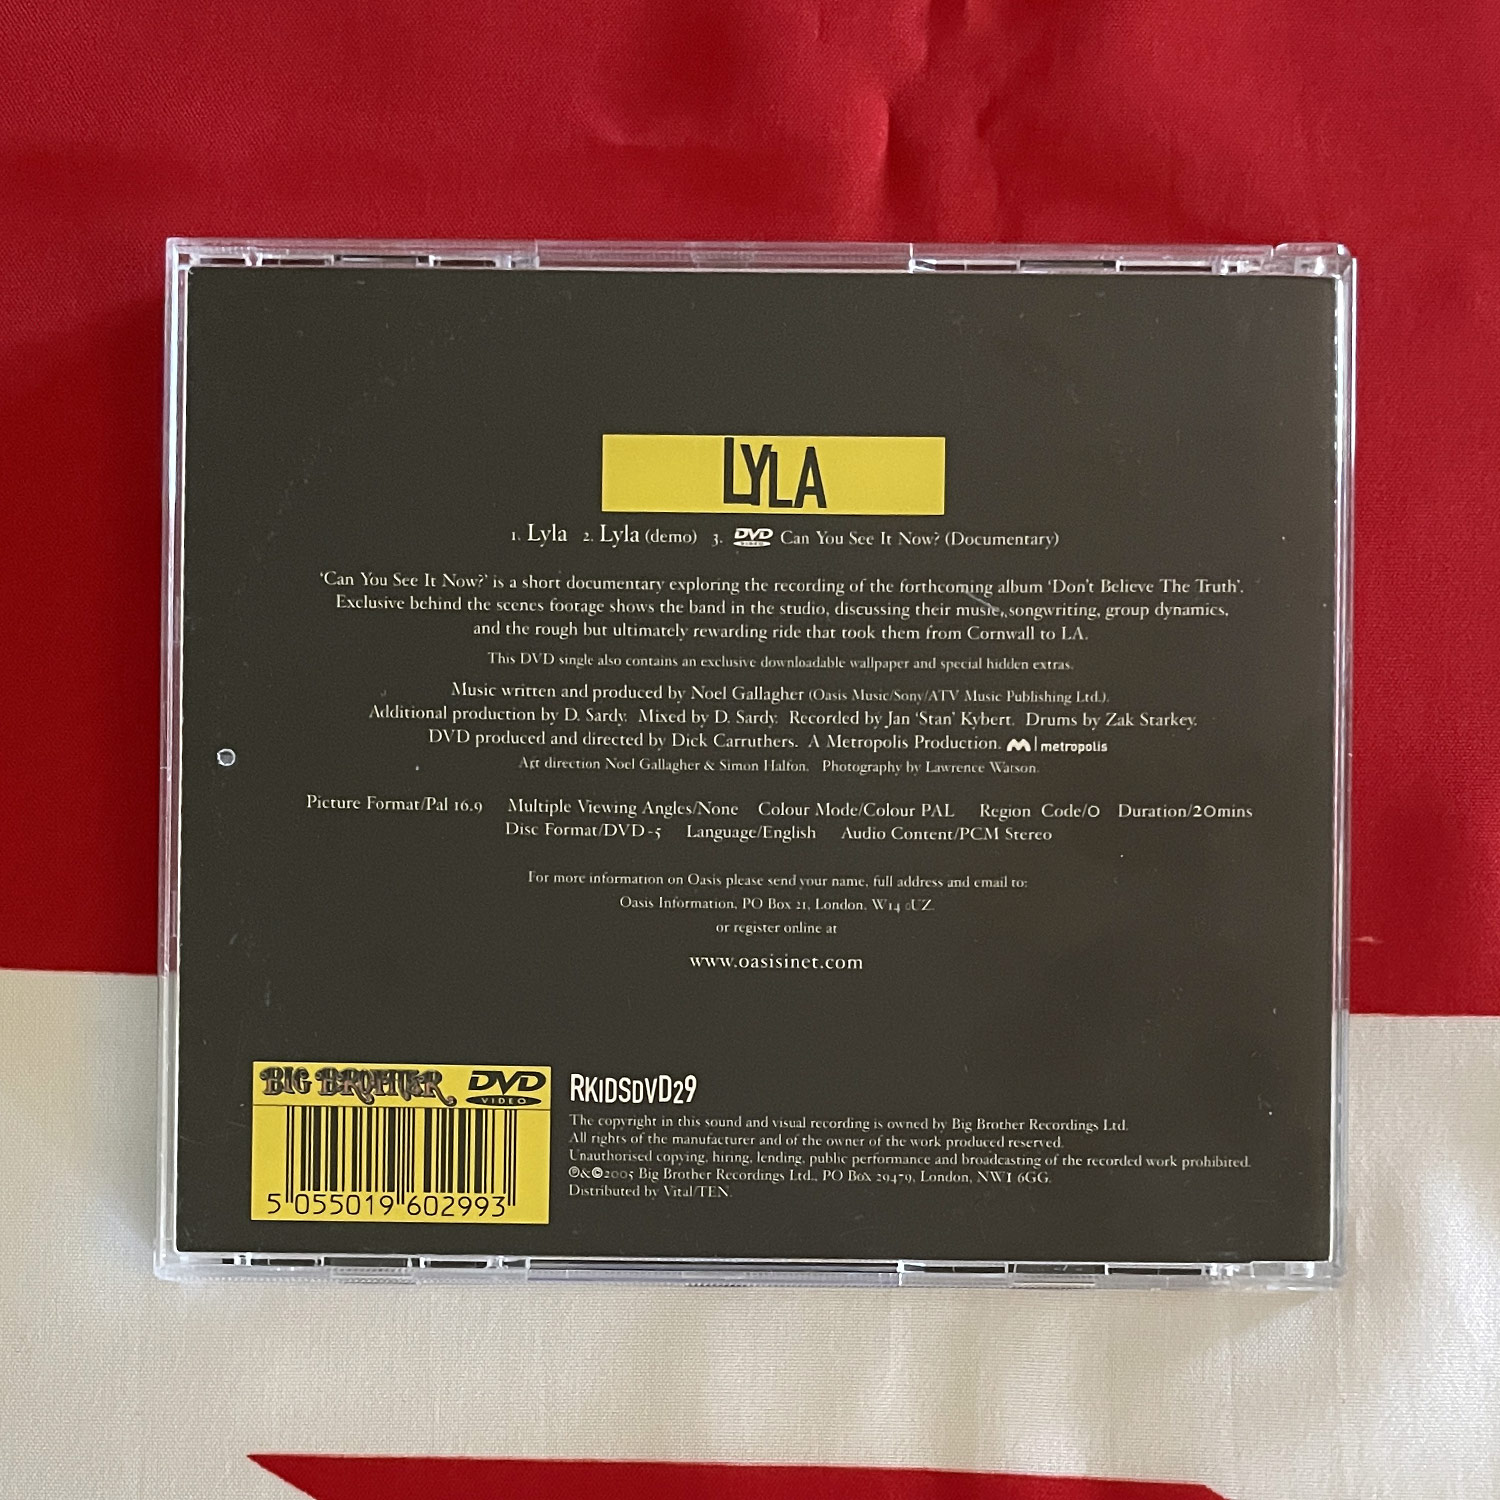 LYLA
1. Lyla 2. Lyla (demo) 3. DVD VIDEO Can You See It Now? (Documentary)
'Can You See It Now?' is a short documentary exploring the recording of the forthcoming album 'Don't Believe The Truth'.
Exclusive behind the scenes footage shows the band in the studio, discussing their music, songwriting, group dynamics,
and the rough but ultimately rewarding ride that took them from Cornwall to LA.
This DVD single also contains an exclusive downloadable wallpaper and special hidden extras.
Music written and produced by Noel Gallagher (Oasis Music/Sony/ATV Music Publishing Ltd.).
Additional production by D. Sardy. Mixed by D. Sardy. Recorded by Jan 'Stan' Kybert. Drums by Zak Starkey.
DVD produced and directed by Dick Carruthers. A Metropolis Production. metropolis
Art direction Noel Gallagher & Simon Halfon. Photography by Lawrence Watson.
Picture Format/Pal 16.9 Multiple Viewing Angles/None Colour Mode/Colour PAL Region Code/0 Duration/20mins
Disc Format/DVD-5 Language/English Audio Content/PCM Stereo
For more information on Oasis please send your name, full address and email to:
Oasis Information, PO Box 21, London, W14 0UZ.
or register online at
www.oasisinet.com
BIG BROTHER DVD VIDEO
5 055019 602993
RKIDSDVD29
The copyright in this sound and visual recording is owned by Big Brother Recordings Ltd.
All rights of the manufacturer and of the owner of the work produced reserved.
Unauthorised copying, hiring, lending, public performance and broadcasting of the recorded work prohibited.
℗&©2005 Big Brother Recordings Ltd., PO Box 29479, London, NW1 6GG.
Distributed by Vital/TEN.